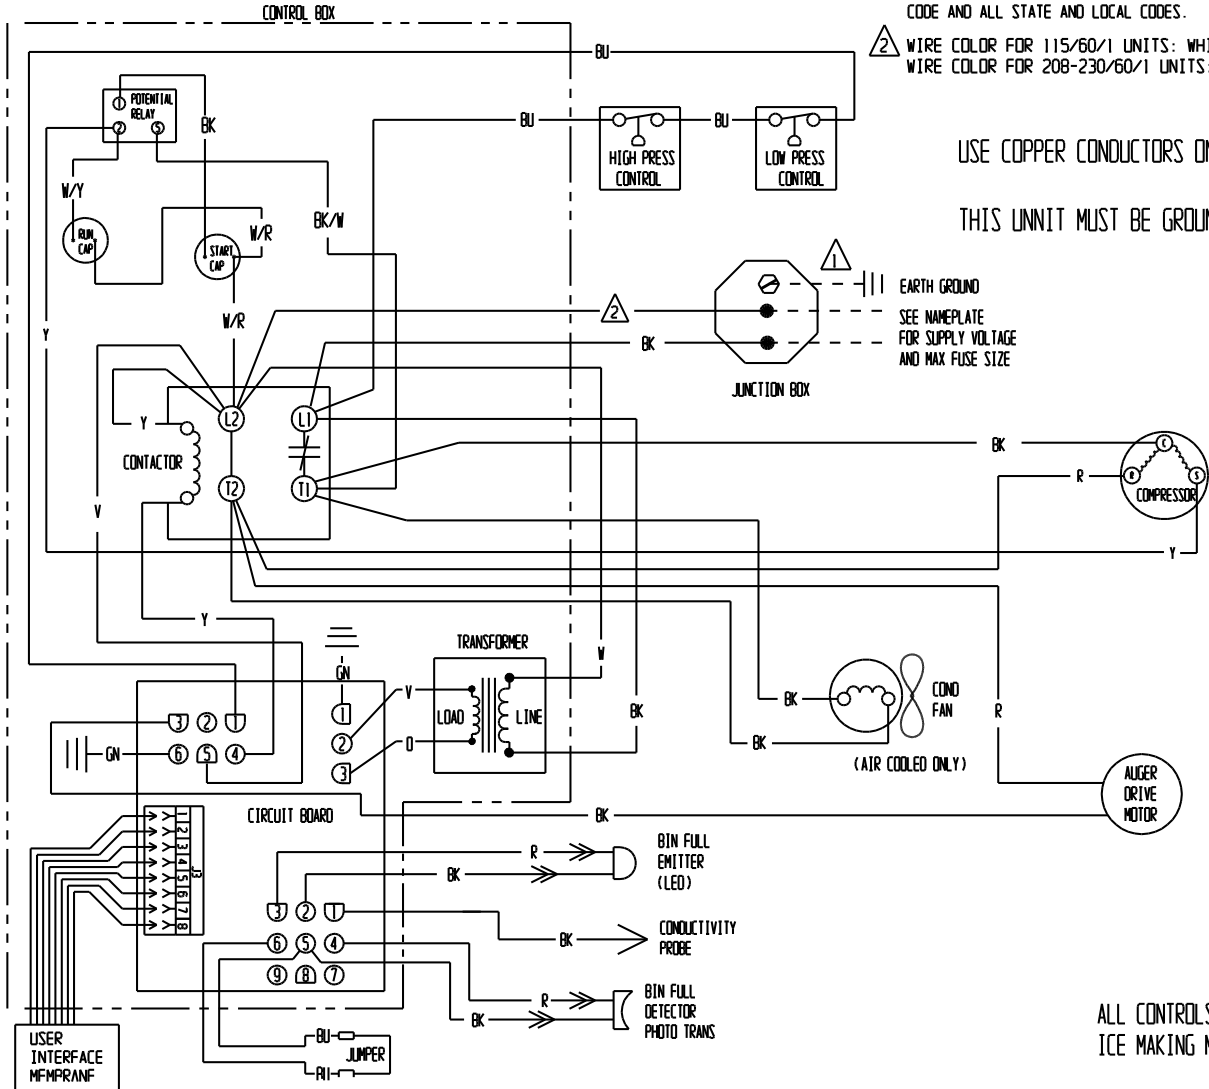 CONTROL BOX
CODE AND ALL STATE AND LOCAL CODES.
2
WIRE COLOR FOR 115/60/1 UNITS:
WIRE COLOR FOR 208-230/60/1 UNITS:
BU
1
POTENTIAL
RELAY
2
5
BK
BU
BU
HIGH PRESS
CONTROL
LOW PRESS
CONTROL
USE COPPER CONDUCTORS
THIS UNNIT MUST BE
W/Y
BK/W
RUN
CAP
W/R
START
CAP
1
EARTH GROUND
2
SEE NAMEPLATE
FOR SUPPLY VOLTAGE
AND MAX FUSE SIZE
Y
W/R
BK
JUNCTION BOX
Y
L2
L1
CONTACTOR
T2
T1
BK
C
R
R
S
COMPRESSOR
V
Y
Y
TRANSFORMER
W
GN
V
LOAD
LINE
O
BK
3
2
1
GN
6
5
4
1
2
3
BK
BK
COND
FAN
R
(AIR COOLED ONLY)
AUGER
DRIVE
MOTOR
CIRCUIT BOARD
BK
1
2
3
4
5
6
7
8
J3
R
BK
BIN FULL
EMITTER
(LED)
3
2
1
6
5
4
9
8
7
BK
CONDUCTIVITY
PROBE
R
BK
BIN FULL
DETECTOR
PHOTO TRANS
BU
JUMPER
BU
USER
INTERFACE
MEMPRANE
ALL CONTROLS
ICE MAKING